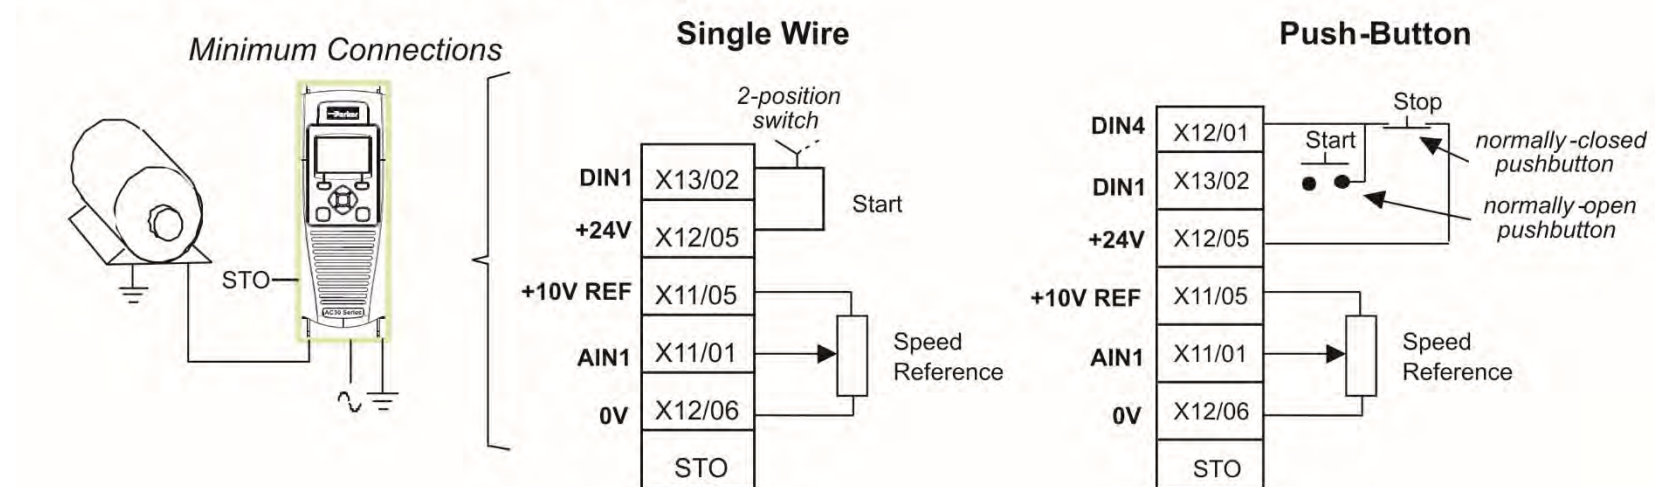 Minimum Connections
Parker
STO
AC30 Series
Single Wire
2-position
switch
DIN1 X13/02
+24V X12/05
Start
+10V REF X11/05
AIN1 X11/01
0V X12/06
STO
Speed
Reference
Push-Button
DIN4 X12/01
DIN1 X13/02
+24V X12/05
+10V REF X11/05
AIN1 X11/01
0V X12/06
STO
Stop
Start
normally-closed
pushbutton
normally-open
pushbutton
Speed
Reference